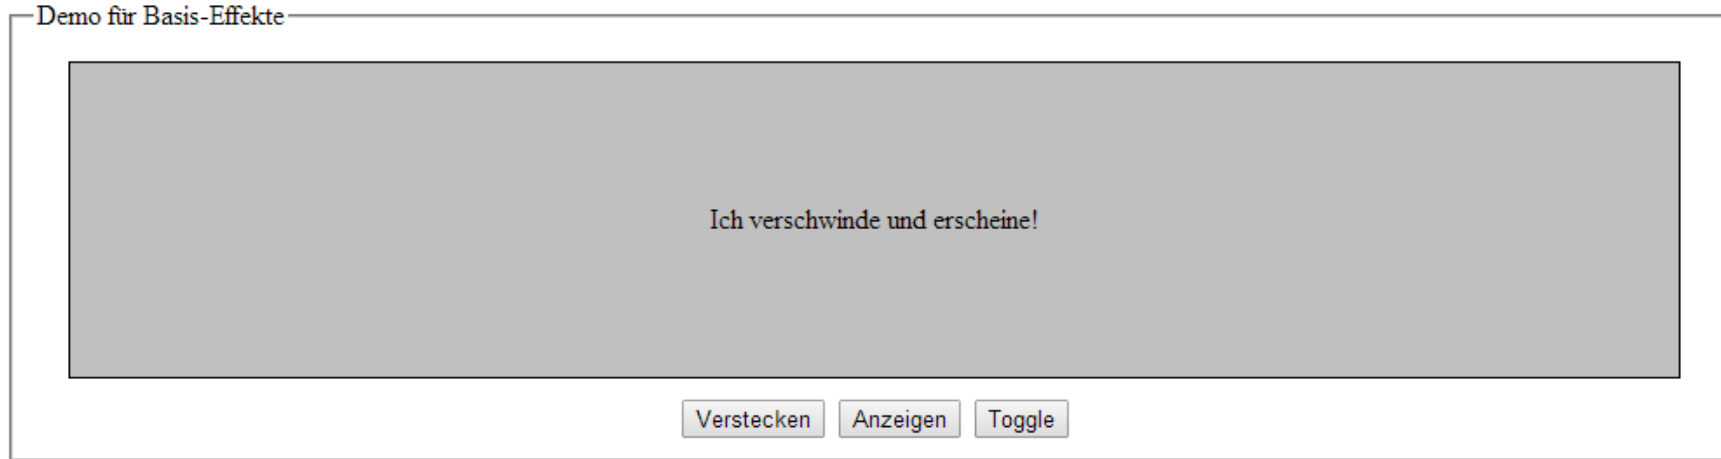 Demo für Basis-Effekte
Ich verschwinde und erscheine!
Verstecken Anzeigen Toggle